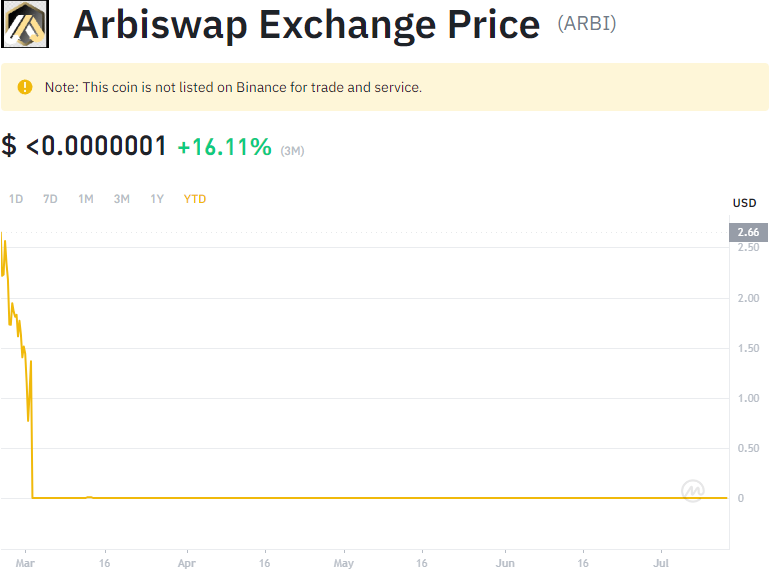 Arbiswap Exchange Price (ARBI)
Note: This coin is not listed on Binance for trade and service.
$ <0.0000001 +16.11% (3M)
1D 7D 1M 3M 1Y YTD
USD
2.66
2.50
2.00
1.50
1.00
0.50
0
Mar 16 Apr 16 May 16 Jun 16 Jul